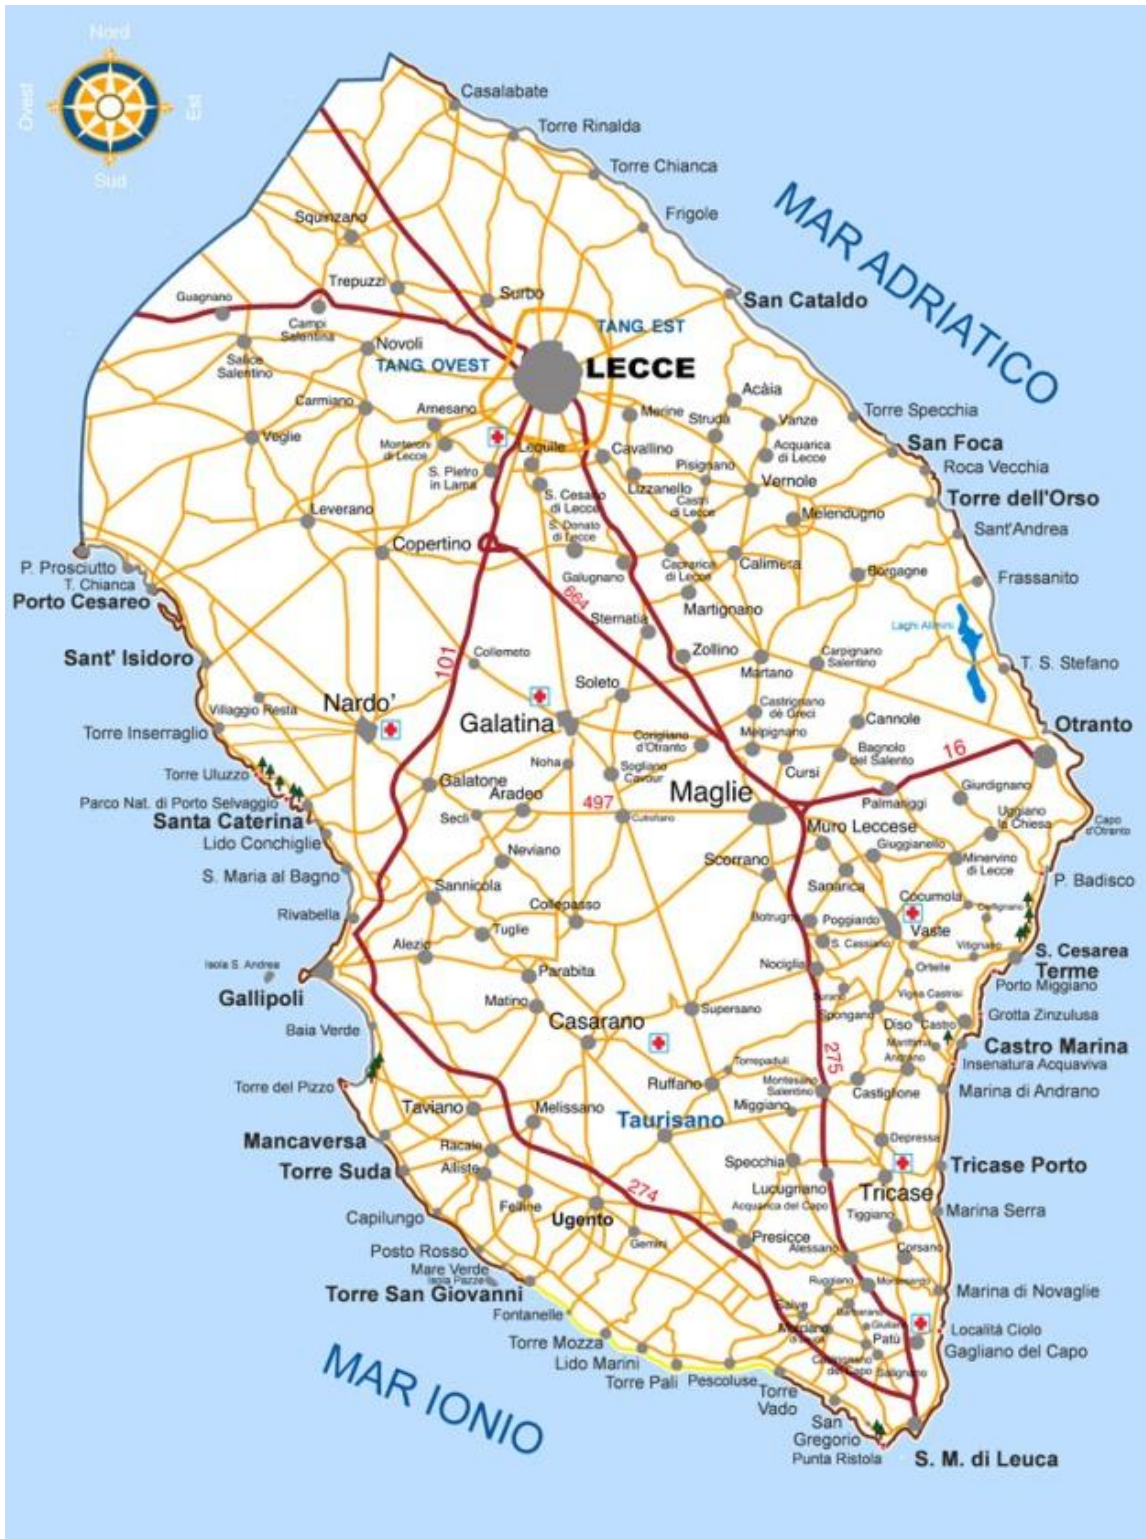 Nord
Ovest
Est
Sud
Casalabate
Torre Rinalda
Torre Chianca
Frigole
MAR ADRIATICO
Squinzano
Trepuzzi
Surbo
San Cataldo
Guagnano
Campi
Salentina
TANG. EST
Novoli
TANG. OVEST
LECCE
Salice
Salentino
Carmiano
Arnesano
Merine
Acàia
Strudà
Vanze
Torre Specchia
Veglie
Monteroni
di Lecce
Lequile
Cavallino
Acquarica
di Lecce
San Foca
S. Pietro
in Lama
Pisignano
Roca Vecchia
Lizzanello
Vernole
S. Cesario
di Lecce
Castri
di Lecce
Torre dell'Orso
Leverano
Melendugno
Sant'Andrea
S. Donato
di Lecce
Copertino
Galugnano
Caprarica
di Lecce
Calimera
Borgagne
Frassanito
P. Prosciutto
T. Chianca
Porto Cesareo
664
Martignano
Sternatia
Laghi Alimini
Sant' Isidoro
101
Collemeto
Zollino
Martano
Carpignano
Salentino
T. S. Stefano
Soleto
Villaggio Resta
Nardo'
Galatina
Castrignano
dè Greci
Cannole
Otranto
Torre Inserraglio
Corigliano
d'Otranto
Melpignano
Bagnolo
del Salento
16
Noha
Sogliano
Cavour
Cursi
Torre Uluzzo
Galatone
Maglie
Giurdignano
Parco Nat. di Porto Selvaggio
Aradeo
497
Palmariggi
Santa Caterina
Secli
Cutrofiano
Uggiano
la Chiesa
Capo
d'Otranto
Muro Leccese
Lido Conchiglie
Neviano
Scorrano
Giuggianello
Minervino
di Lecce
S. Maria al Bagno
Sanarica
P. Badisco
Sannicola
Cocumola
Cerfignano
Rivabella
Collepasso
Botrugno
Poggiardo
Tuglie
Vaste
Alezio
S. Cassiano
Vitignano
S. Cesarea
Terme
Isola S. Andrea
Parabita
Nociglia
Ortelle
Porto Miggiano
Gallipoli
Matino
Supersano
Surano
Vigna Castrisi
Spongano
Grotta Zinzulusa
Baia Verde
Casarano
Diso
Castro
Marittima
Castro Marina
Andrano
Insenatura Acquaviva
Torre del Pizzo
Torrepaduli
275
Ruffano
Montesano
Salentino
Castiglione
Marina di Andrano
Taviano
Melissano
Miggiano
Taurisano
Mancaversa
Racale
Depressa
Torre Suda
Alliste
Specchia
Tricase Porto
274
Lucugnano
Tricase
Felline
Acquarica del Capo
Capilungo
Ugento
Tiggiano
Marina Serra
Gemini
Presicce
Posto Rosso
Alessano
Corsano
Mare Verde
Isola Pazze
Ruggiano
Montesardo
Torre San Giovanni
Marina di Novaglie
Fontanelle
Salve
Barbarano
Giuliano
Località Ciolo
Torre Mozza
Morciano
di Leuca
Patù
Gagliano del Capo
Lido Marini
Castrignano
del Capo
Salignano
MAR IONIO
Torre Pali
Pescoluse
Torre
Vado
San
Gregorio
Punta Ristola
S. M. di Leuca